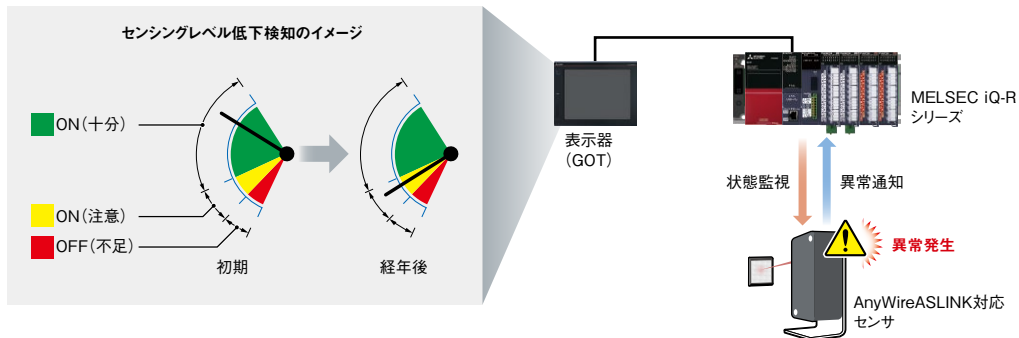 センシングレベル低下検知のイメージ
ON(十分)
ON(注意)
OFF(不足)
初期
経年後
表示器
(GOT)
MELSEC iQ-R
シリーズ
状態監視
異常通知
異常発生
AnyWireASLINK対応
センサ